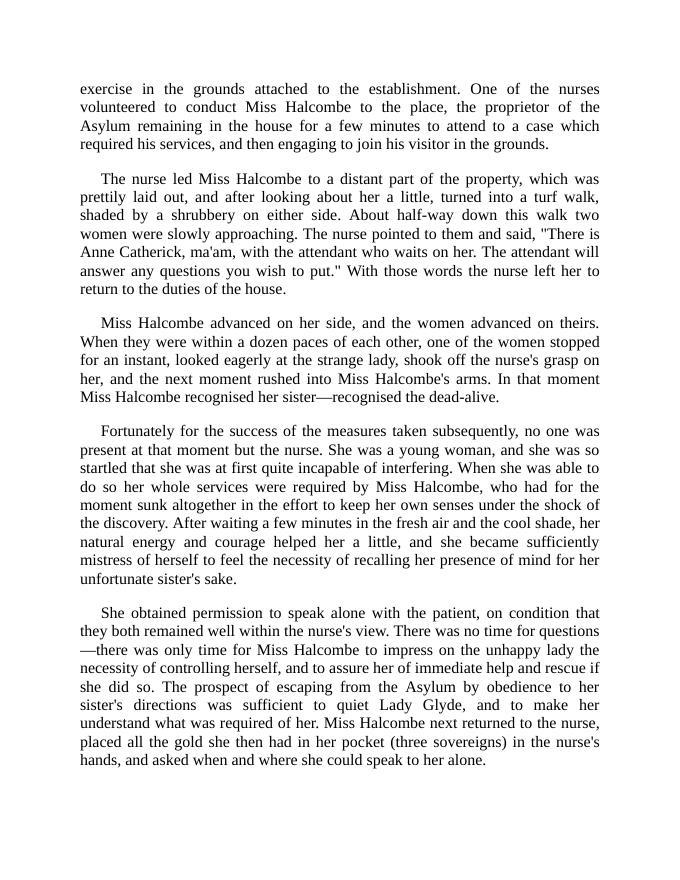 exercise in the grounds attached to the establishment. One of the nurses
volunteered to conduct Miss Halcombe to the place, the proprietor of the
Asylum remaining in the house for a few minutes to attend to a case which
required his services, and then engaging to join his visitor in the grounds.
The nurse led Miss Halcombe to a distant part of the property, which was
prettily laid out, and after looking about her a little, turned into a turf walk,
shaded by a shrubbery on either side. About half-way down this walk two
women were slowly approaching. The nurse pointed to them and said, "There is
Anne Catherick, ma'am, with the attendant who waits on her. The attendant will
answer any questions you wish to put." With those words the nurse left her to
return to the duties of the house.
Miss Halcombe advanced on her side, and the women advanced on theirs.
When they were within a dozen paces of each other, one of the women stopped
for an instant, looked eagerly at the strange lady, shook off the nurse's grasp on
her, and the next moment rushed into Miss Halcombe's arms. In that moment
Miss Halcombe recognised her sister—recognised the dead-alive.
Fortunately for the success of the measures taken subsequently, no one was
present at that moment but the nurse. She was a young woman, and she was so
startled that she was at first quite incapable of interfering. When she was able to
do so her whole services were required by Miss Halcombe, who had for the
moment sunk altogether in the effort to keep her own senses under the shock of
the discovery. After waiting a few minutes in the fresh air and the cool shade, her
natural energy and courage helped her a little, and she became sufficiently
mistress of herself to feel the necessity of recalling her presence of mind for her
unfortunate sister's sake.
She obtained permission to speak alone with the patient, on condition that
they both remained well within the nurse's view. There was no time for questions
—there was only time for Miss Halcombe to impress on the unhappy lady the
necessity of controlling herself, and to assure her of immediate help and rescue if
she did so. The prospect of escaping from the Asylum by obedience to her
sister's directions was sufficient to quiet Lady Glyde, and to make her
understand what was required of her. Miss Halcombe next returned to the nurse,
placed all the gold she then had in her pocket (three sovereigns) in the nurse's
hands, and asked when and where she could speak to her alone.